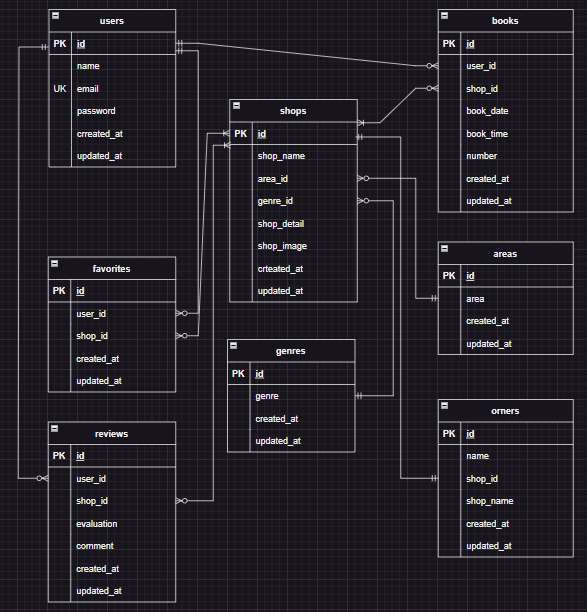 users
PK id
name
UK email
password
crreated_at
updated_at
books
PK id
user_id
shop_id
book_date
book_time
number
created_at
updated_at
shops
PK id
shop_name
area_id
genre_id
shop_detail
shop_image
crteated_at
updated_at
favorites
PK id
user_id
shop_id
created_at
updated_at
areas
PK id
area
created_at
updated_at
genres
PK id
genre
created_at
updated_at
reviews
PK id
user_id
shop_id
evaluation
comment
created_at
updated_at
orners
PK id
name
shop_id
shop_name
created_at
updated_at